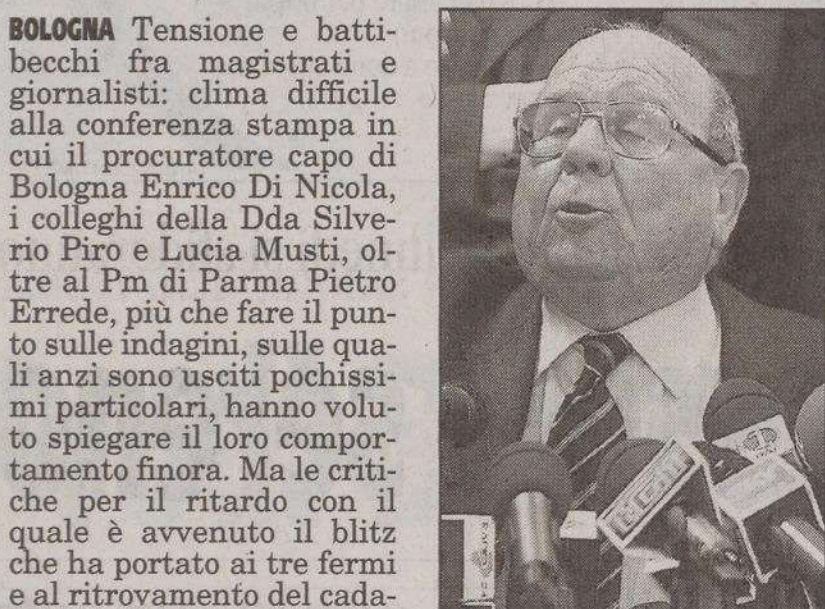 BOLOGNA Tensione e batti-
becchi fra magistrati e
giornalisti: clima difficile
alla conferenza stampa in
cui il procuratore capo di
Bologna Enrico Di Nicola,
i colleghi della Dda Silve-
rio Piro e Lucia Musti, ol-
tre al Pm di Parma Pietro
Errede, più che fare il pun-
to sulle indagini, sulle qua-
li anzi sono usciti pochissi-
mi particolari, hanno volu-
to spiegare il loro compor-
tamento finora. Ma le criti-
che per il ritardo con il
quale è avvenuto il blitz
che ha portato ai tre fermi
e al ritrovamento del cada-